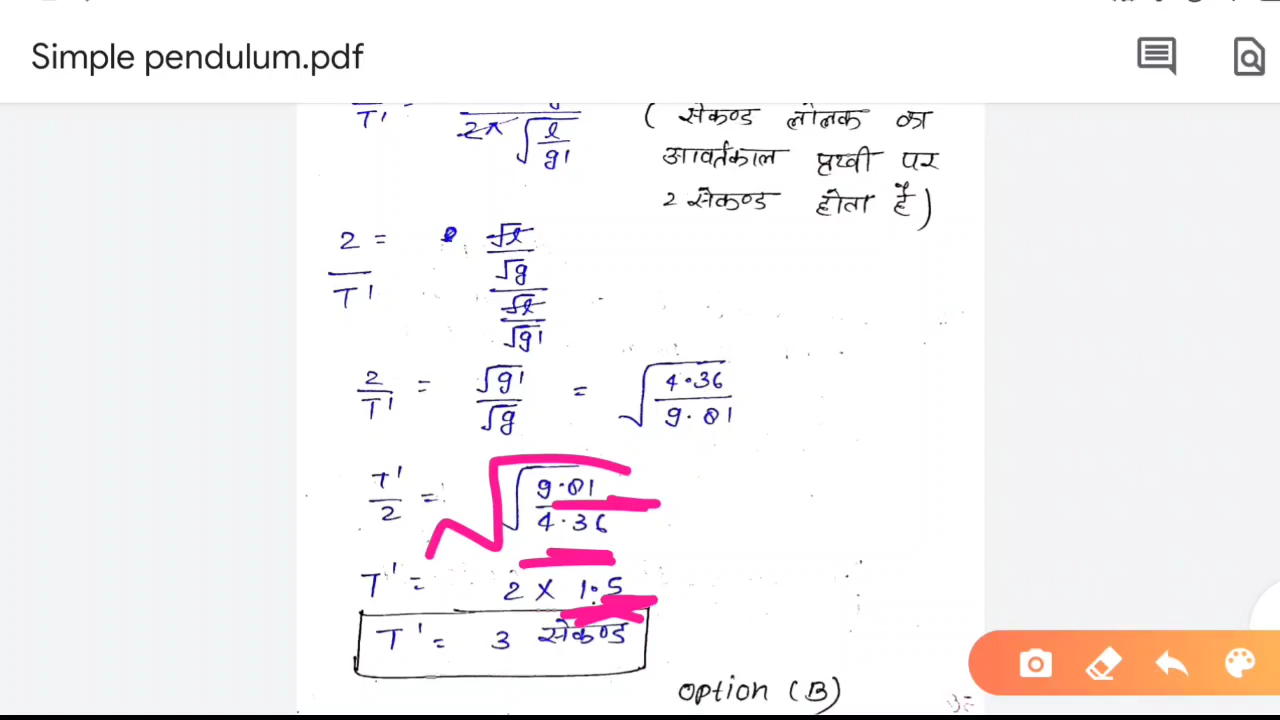 Simple pendulum.pdf
T' 2π √l/g' ( सेकण्ड लोलक का
आवर्तकाल प्रथ्वी पर
2 सेकण्ड होता है)
2/T' = √l/√g / √l/√g'
2/T' = √g'/√g = √4.36/9.81
T'/2 = √9.81/4.36
T' = 2 × 1.5
T' = 3 सेकण्ड
option (B)